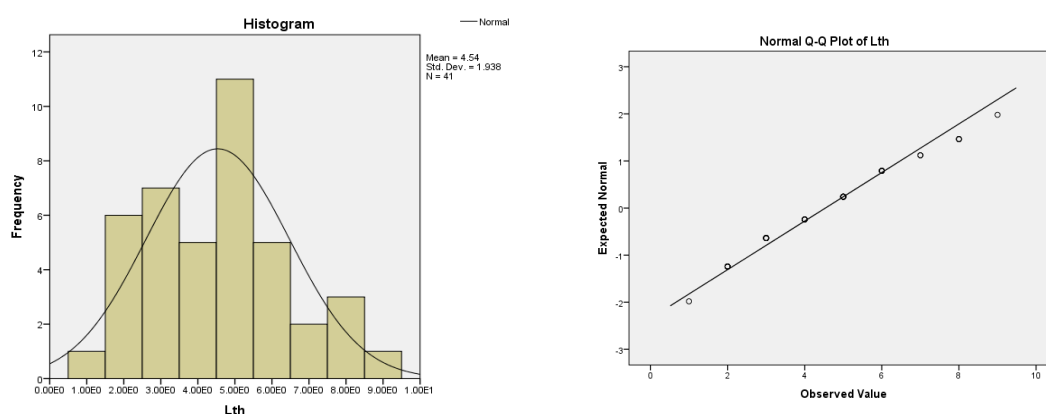 Histogram
Normal
Mean = 4.54
Std. Dev. = 1.938
N = 41
12
10
8
6
4
2
0
Frequency
0.00E0 1.00E0 2.00E0 3.00E0 4.00E0 5.00E0 6.00E0 7.00E0 8.00E0 9.00E0 1.00E1
Lth
Normal Q-Q Plot of Lth
3
2
1
0
-1
-2
-3
Expected Normal
0 2 4 6 8 10
Observed Value